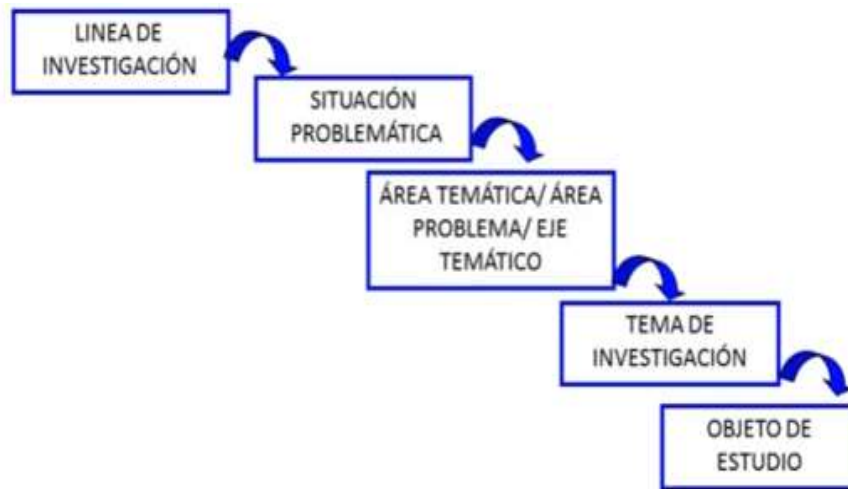 LINEA DE
INVESTIGACIÓN
SITUACIÓN
PROBLEMÁTICA
ÁREA TEMÁTICA/ ÁREA
PROBLEMA/ EJE
TEMÁTICO
TEMA DE
INVESTIGACIÓN
OBJETO DE
ESTUDIO